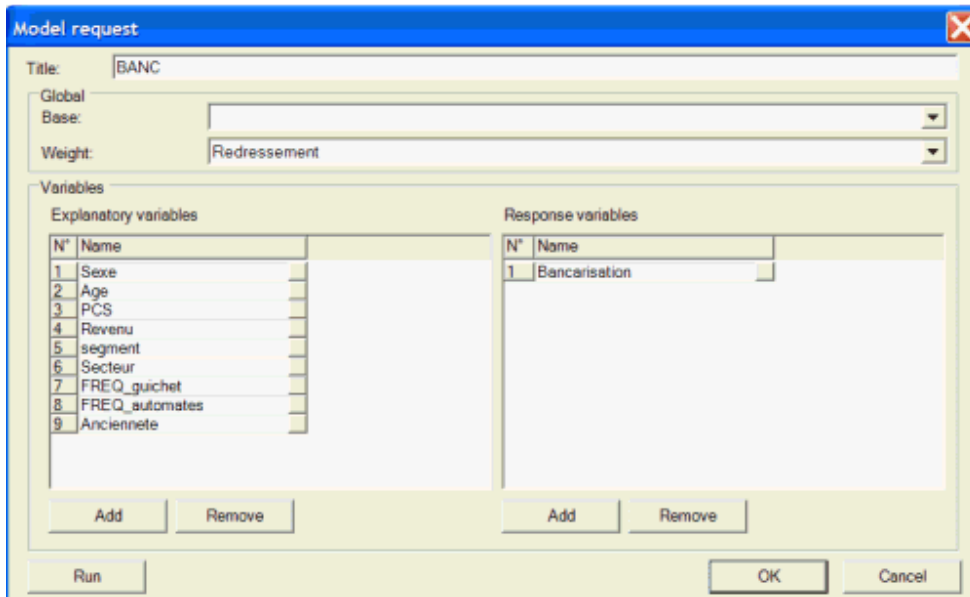 Model request
Title: BANC
Global
Base:
Weight: Redressement
Variables
Explanatory variables
N° Name
1 Sexe
2 Age
3 PCS
4 Revenu
5 segment
6 Secteur
7 FREQ_guichet
8 FREQ_automates
9 Anciennete
Add Remove
Response variables
N° Name
1 Bancarisation
Add Remove
Run OK Cancel